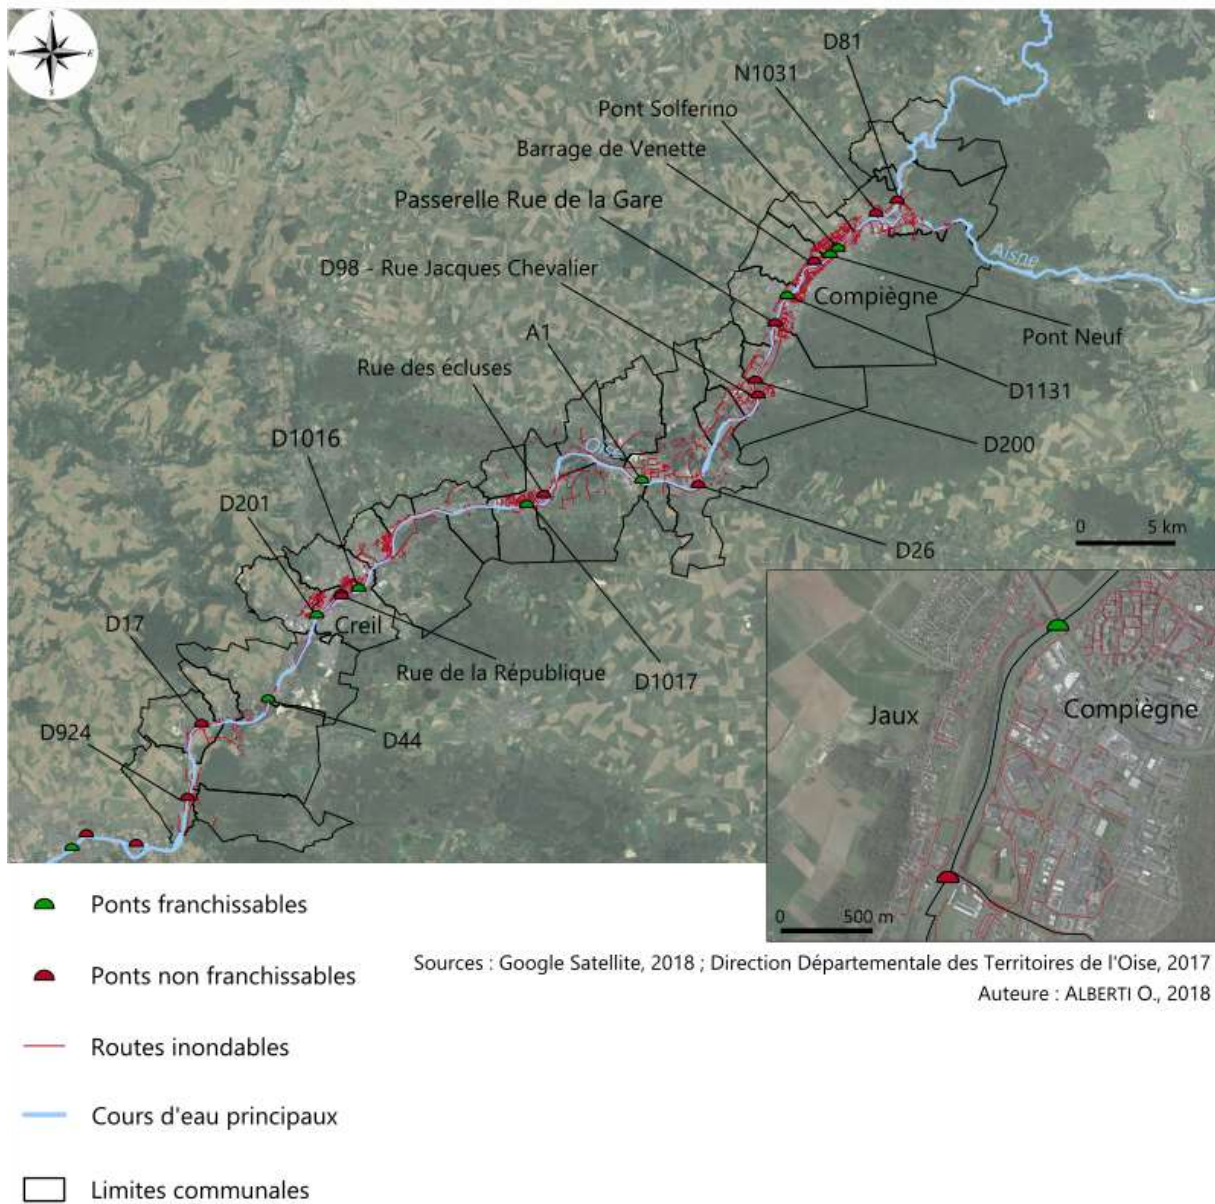 N
W
E
S
D81
N1031
Pont Solferino
Barrage de Venette
Passerelle Rue de la Gare
Aisne
D98 - Rue Jacques Chevalier
Compiègne
A1
Pont Neuf
Rue des écluses
D1131
D1016
D200
D201
0 5 km
D26
D17
Creil
Rue de la République
D1017
D924
D44
Jaux
Compiègne
0 500 m
Ponts franchissables
Ponts non franchissables
Sources : Google Satellite, 2018 ; Direction Départementale des Territoires de l'Oise, 2017
Auteure : ALBERTI O., 2018
Routes inondables
Cours d'eau principaux
Limites communales